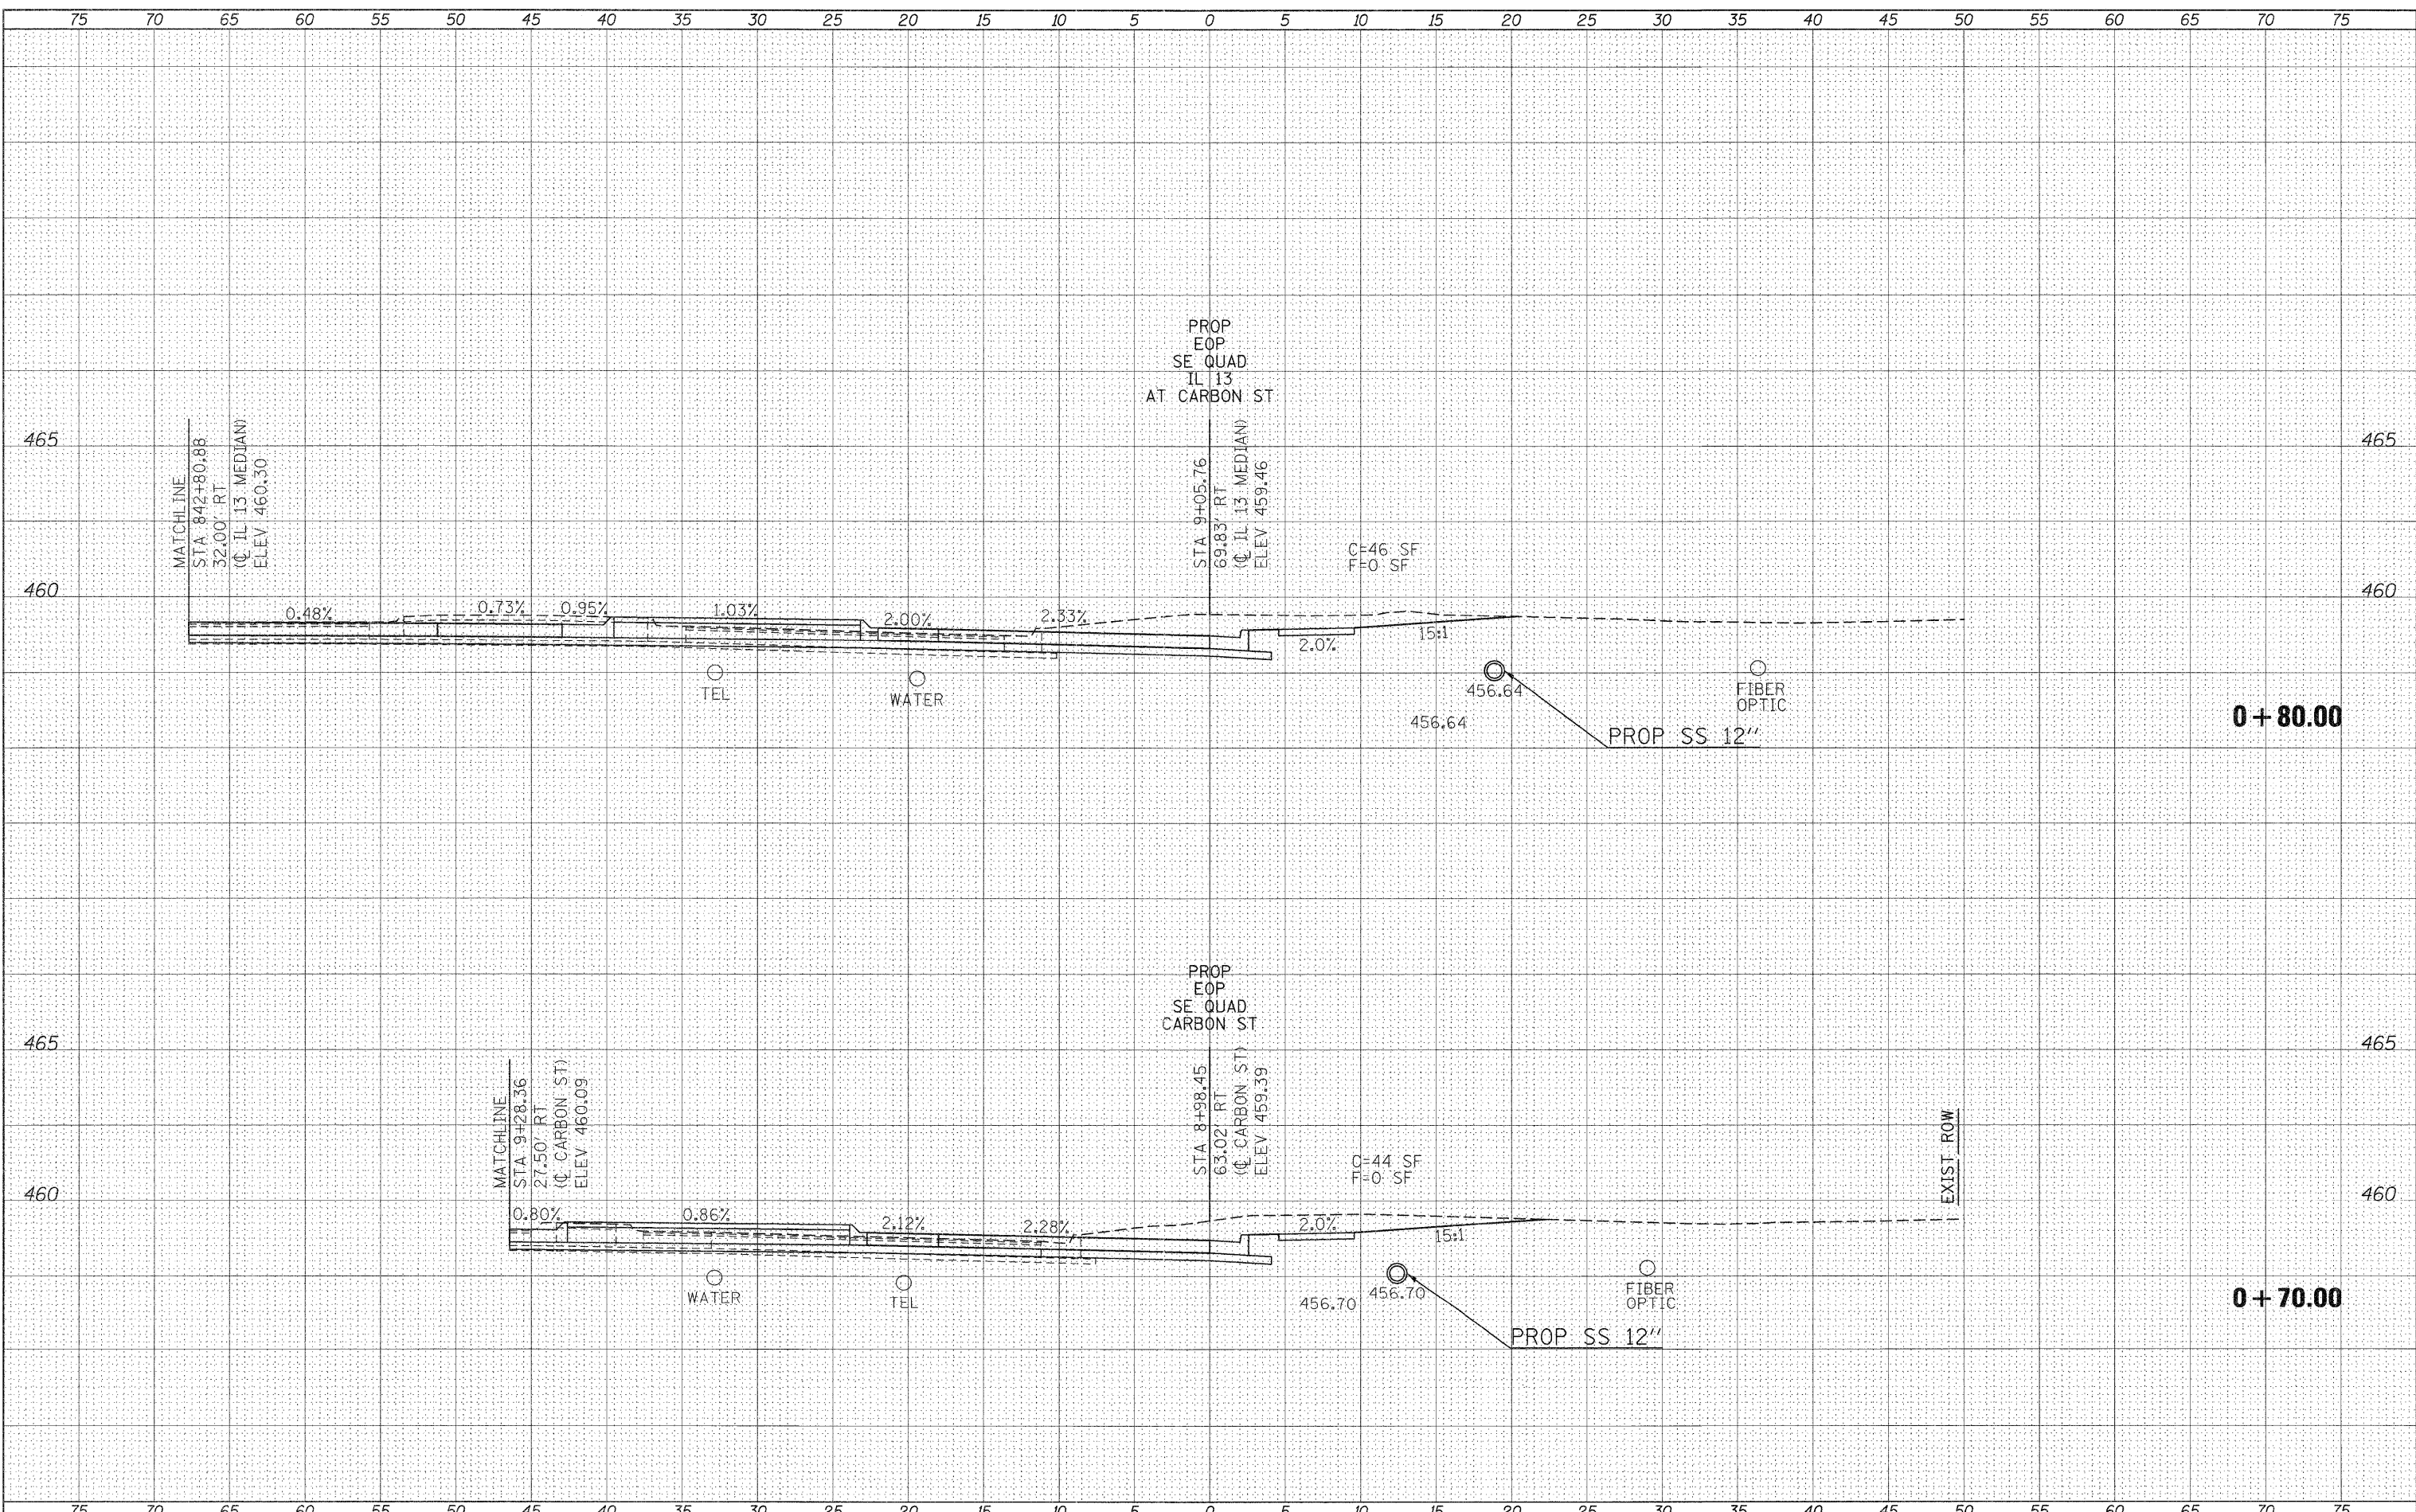 75 70 65 60 55 50 45 40 35 30 25 20 15 10 5 0 5 10 15 20 25 30 35 40 45 50 55 60 65 70 75
PROP
EOP
SE QUAD
IL 13
AT CARBON ST
465
465
MATCHLINE
STA 842+80.88
32.00' RT
(℄ IL 13 MEDIAN)
ELEV 460.30
STA 9+05.76
69.83' RT
(℄ IL 13 MEDIAN)
ELEV 459.46
C=46 SF
F=0 SF
460
460
0.48%
0.73%
0.95%
1.03%
2.00%
2.33%
2.0%
15:1
TEL
WATER
456.64
456.64
PROP SS 12"
FIBER
OPTIC
0+80.00
PROP
EOP
SE QUAD
CARBON ST
465
465
MATCHLINE
STA 9+28.36
27.50' RT
(℄ CARBON ST)
ELEV 460.09
STA 8+98.45
63.02' RT
(℄ CARBON ST)
ELEV 459.39
C=44 SF
F=0 SF
EXIST ROW
460
460
0.80%
0.86%
2.12%
2.28%
2.0%
15:1
WATER
TEL
456.70
456.70
PROP SS 12"
FIBER
OPTIC
0+70.00
75 70 65 60 55 50 45 40 35 30 25 20 15 10 5 0 5 10 15 20 25 30 35 40 45 50 55 60 65 70 75